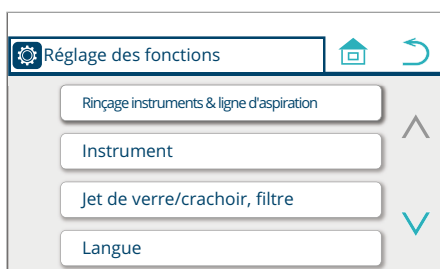 Réglage des fonctions
Rinçage instruments & ligne d'aspiration
Instrument
Jet de verre/crachoir, filtre
Langue